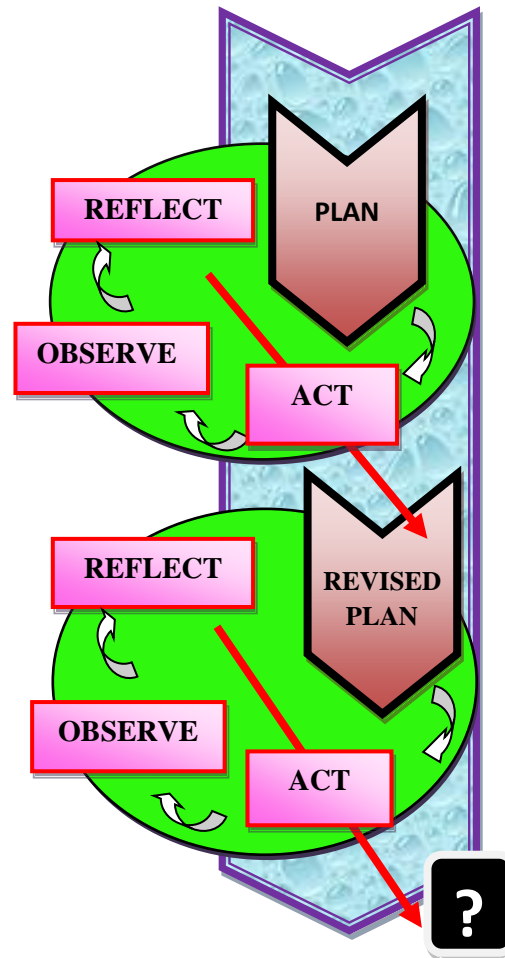 PLAN
REFLECT
OBSERVE
ACT
REVISED
PLAN
REFLECT
OBSERVE
ACT
?